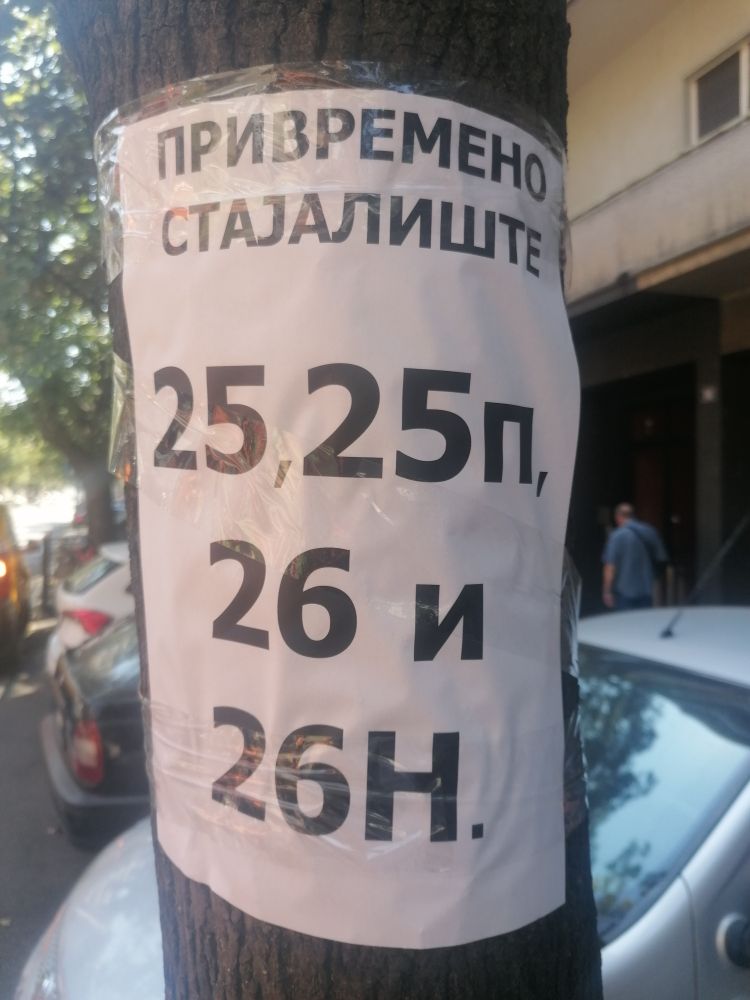 ПРИВРЕМЕНО
СТАЈАЛИШТЕ
25,25П,
26 и
26Н.